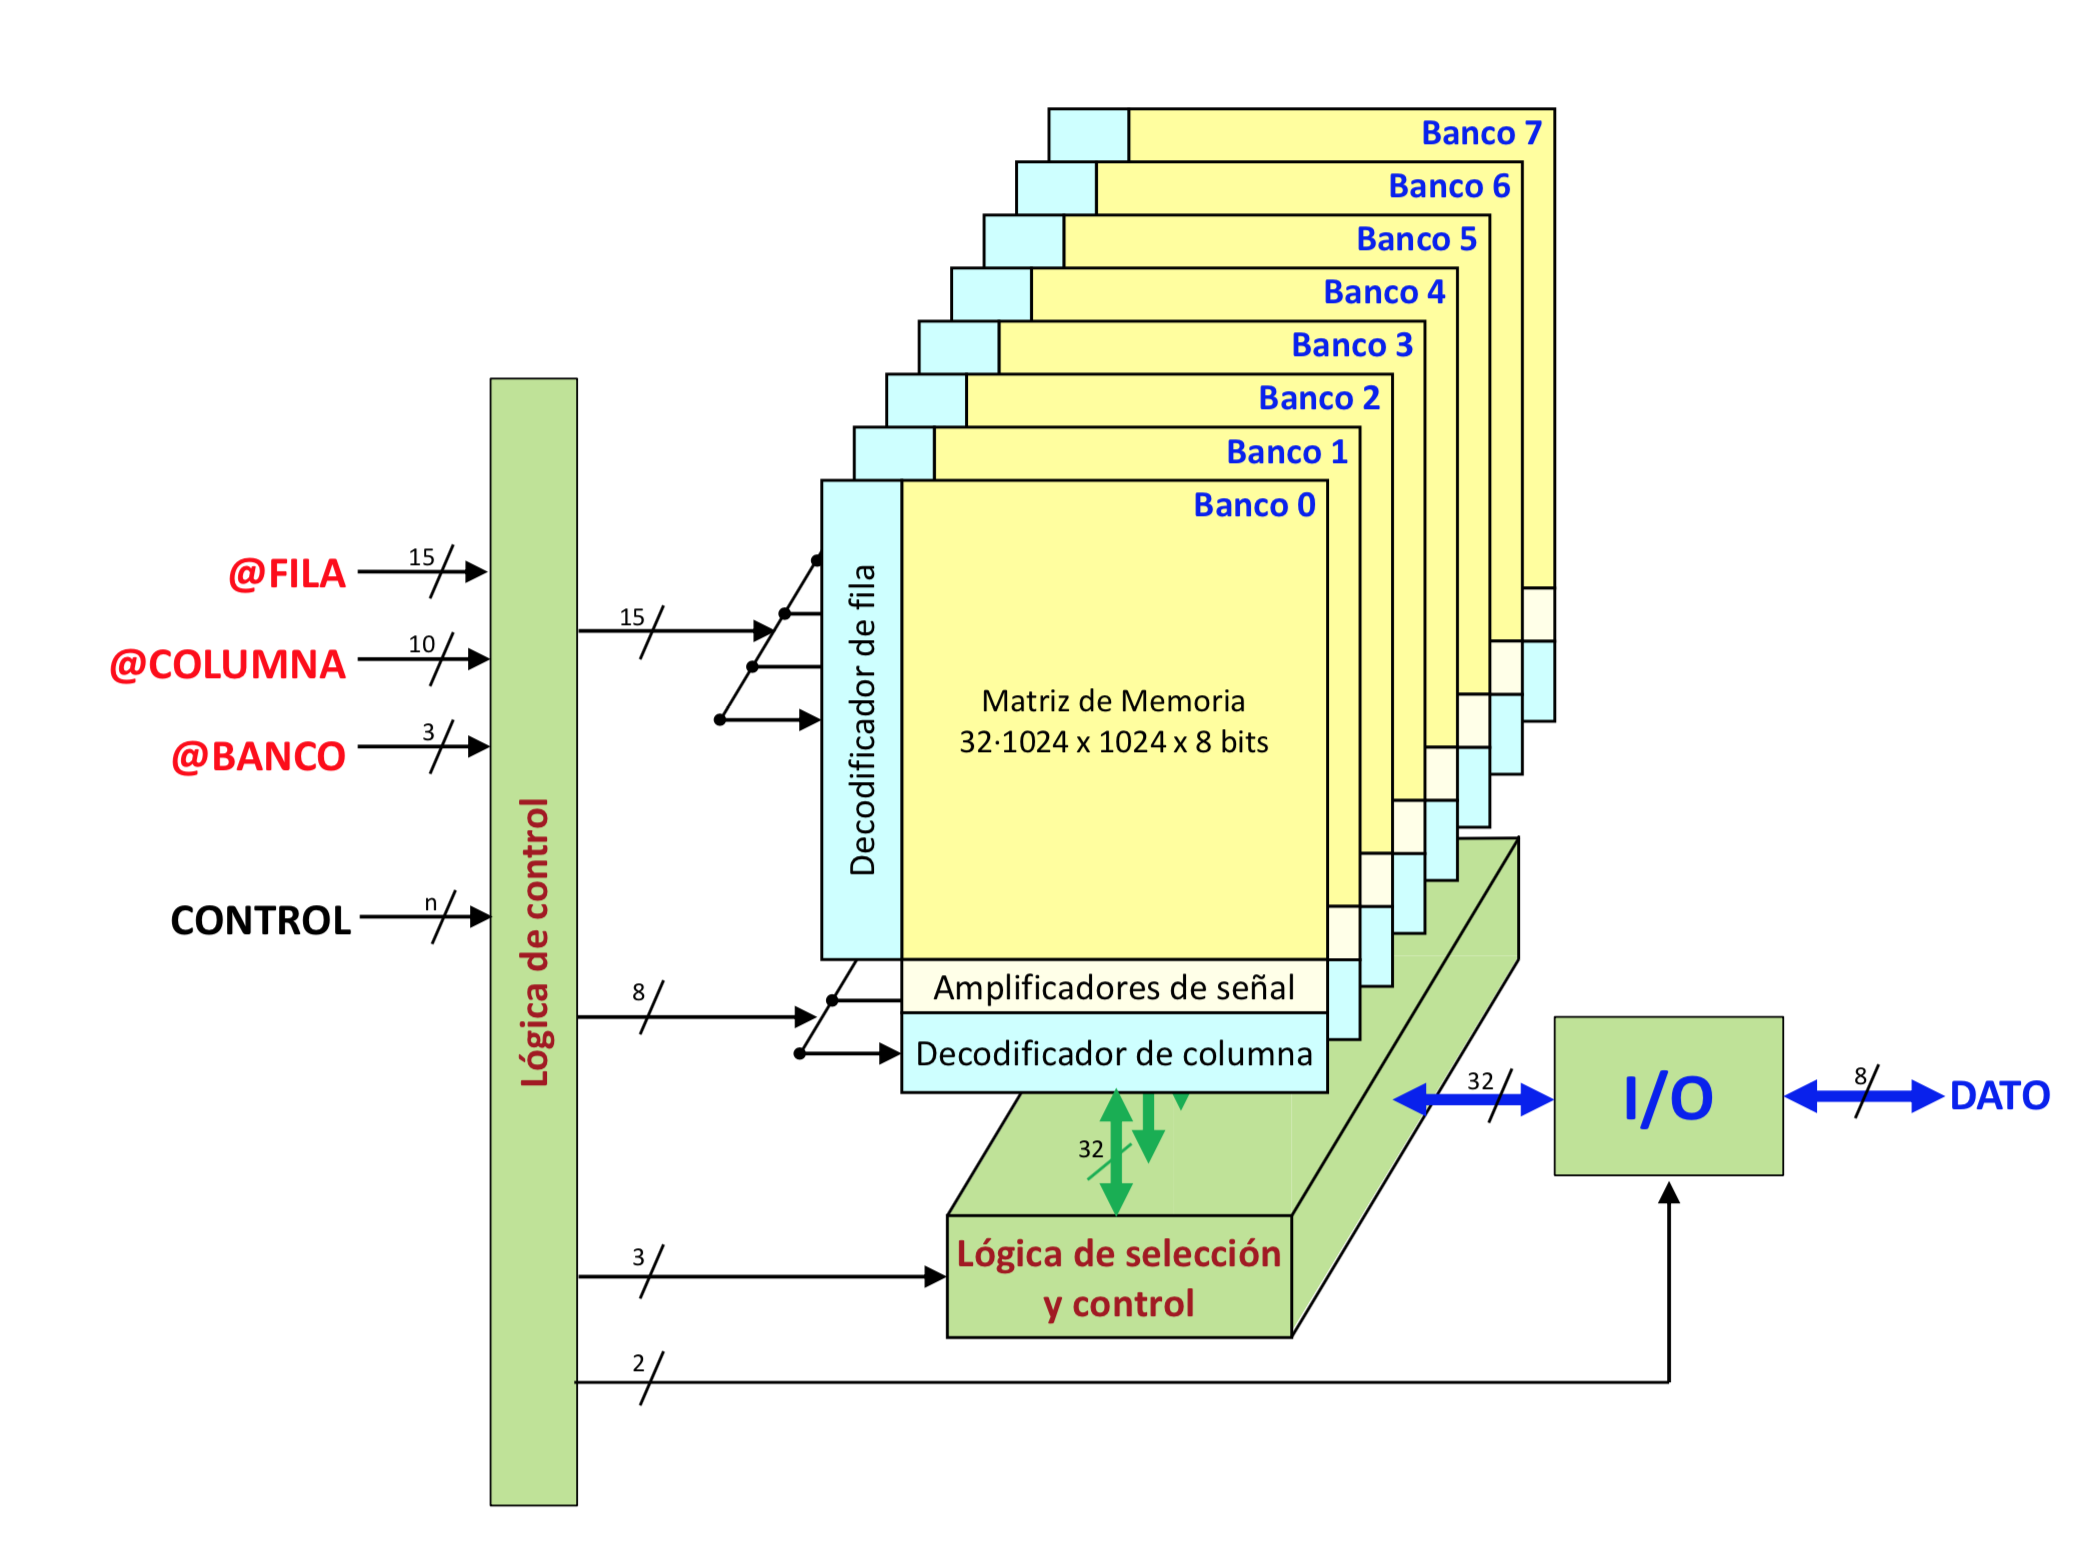 Banco 7
Banco 6
Banco 5
Banco 4
Banco 3
Banco 2
Banco 1
Banco 0
@FILA
15
@COLUMNA
10
@BANCO
3
CONTROL
n
Lógica de control
15
8
3
2
Decodificador de fila
Matriz de Memoria
32·1024 x 1024 x 8 bits
Amplificadores de señal
Decodificador de columna
32
Lógica de selección
y control
32
I/O
8
DATO